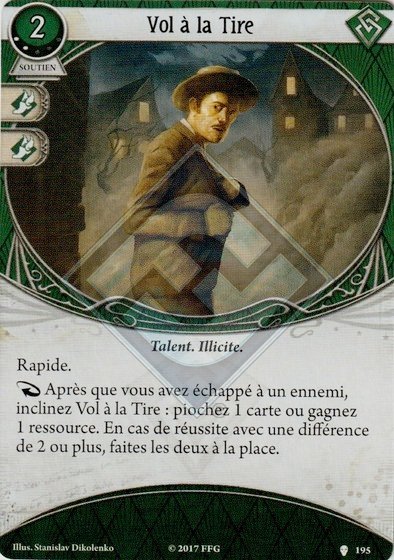 2
Vol à la Tire
SOUTIEN
Talent. Illicite.
Rapide.
Après que vous avez échappé à un ennemi,
inclinez Vol à la Tire : piochez 1 carte ou gagnez
1 ressource. En cas de réussite avec une différence
de 2 ou plus, faites les deux à la place.
Illus. Stanislav Dikolenko
© 2017 FFG
195